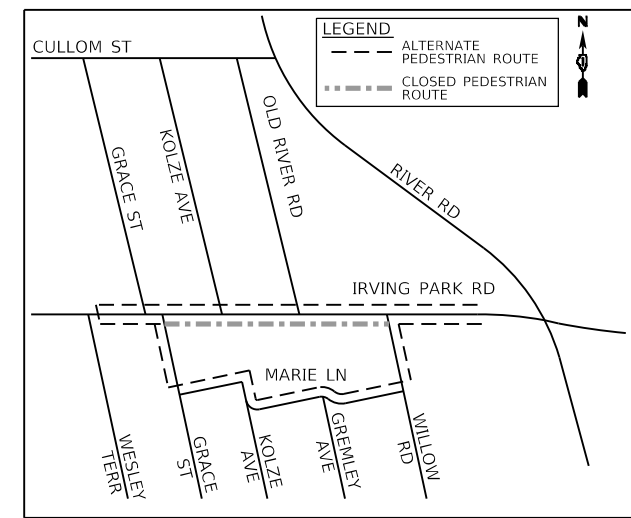 CULLOM ST
LEGEND
ALTERNATE
PEDESTRIAN ROUTE
CLOSED PEDESTRIAN
ROUTE
N
GRACE ST
KOLZE AVE
OLD RIVER RD
RIVER RD
IRVING PARK RD
MARIE LN
WESLEY
TERR
GRACE
ST
KOLZE
AVE
GREMLEY
AVE
WILLOW
RD